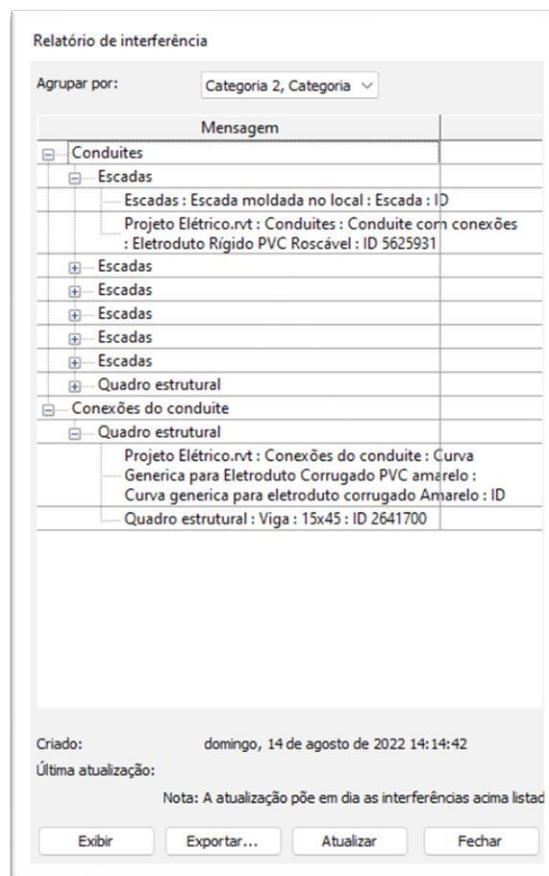 Relatório de interferência
Agrupar por: Categoria 2, Categoria
Mensagem
Conduites
Escadas
Escadas : Escada moldada no local : Escada : ID
Projeto Elétrico.rvt : Conduites : Conduite com conexões
: Eletroduto Rígido PVC Roscável : ID 5625931
Escadas
Escadas
Escadas
Escadas
Escadas
Quadro estrutural
Conexões do conduite
Quadro estrutural
Projeto Elétrico.rvt : Conexões do conduite : Curva
Generica para Eletroduto Corrugado PVC amarelo :
Curva generica para eletroduto corrugado Amarelo : ID
Quadro estrutural : Viga : 15x45 : ID 2641700
Criado: domingo, 14 de agosto de 2022 14:14:42
Última atualização:
Nota: A atualização põe em dia as interferências acima listad
Exibir Exportar... Atualizar Fechar